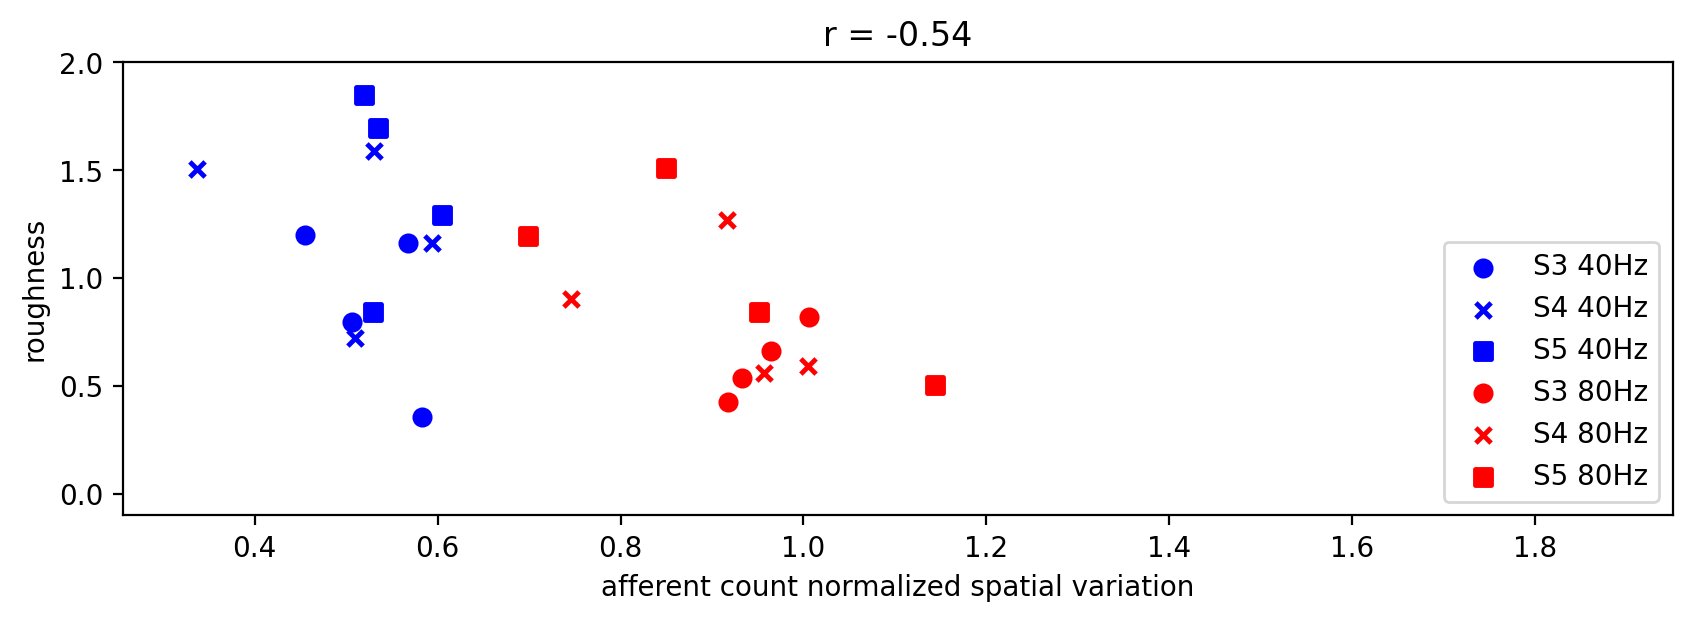 r = -0.54
2.0
1.5
1.0
0.5
0.0
roughness
0.4 0.6 0.8 1.0 1.2 1.4 1.6 1.8
afferent count normalized spatial variation
S3 40Hz
S4 40Hz
S5 40Hz
S3 80Hz
S4 80Hz
S5 80Hz